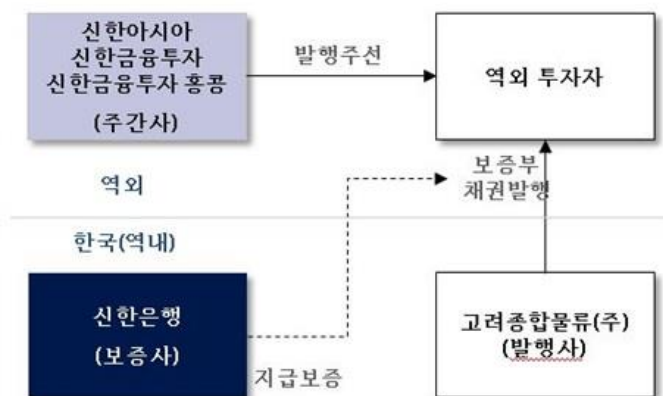 신한아시아
신한금융투자
신한금융투자 홍콩
(주간사)
발행주선
역외 투자자
보증부
채권발행
역외
한국(역내)
신한은행
(보증사)
지급보증
고려종합물류(주)
(발행사)